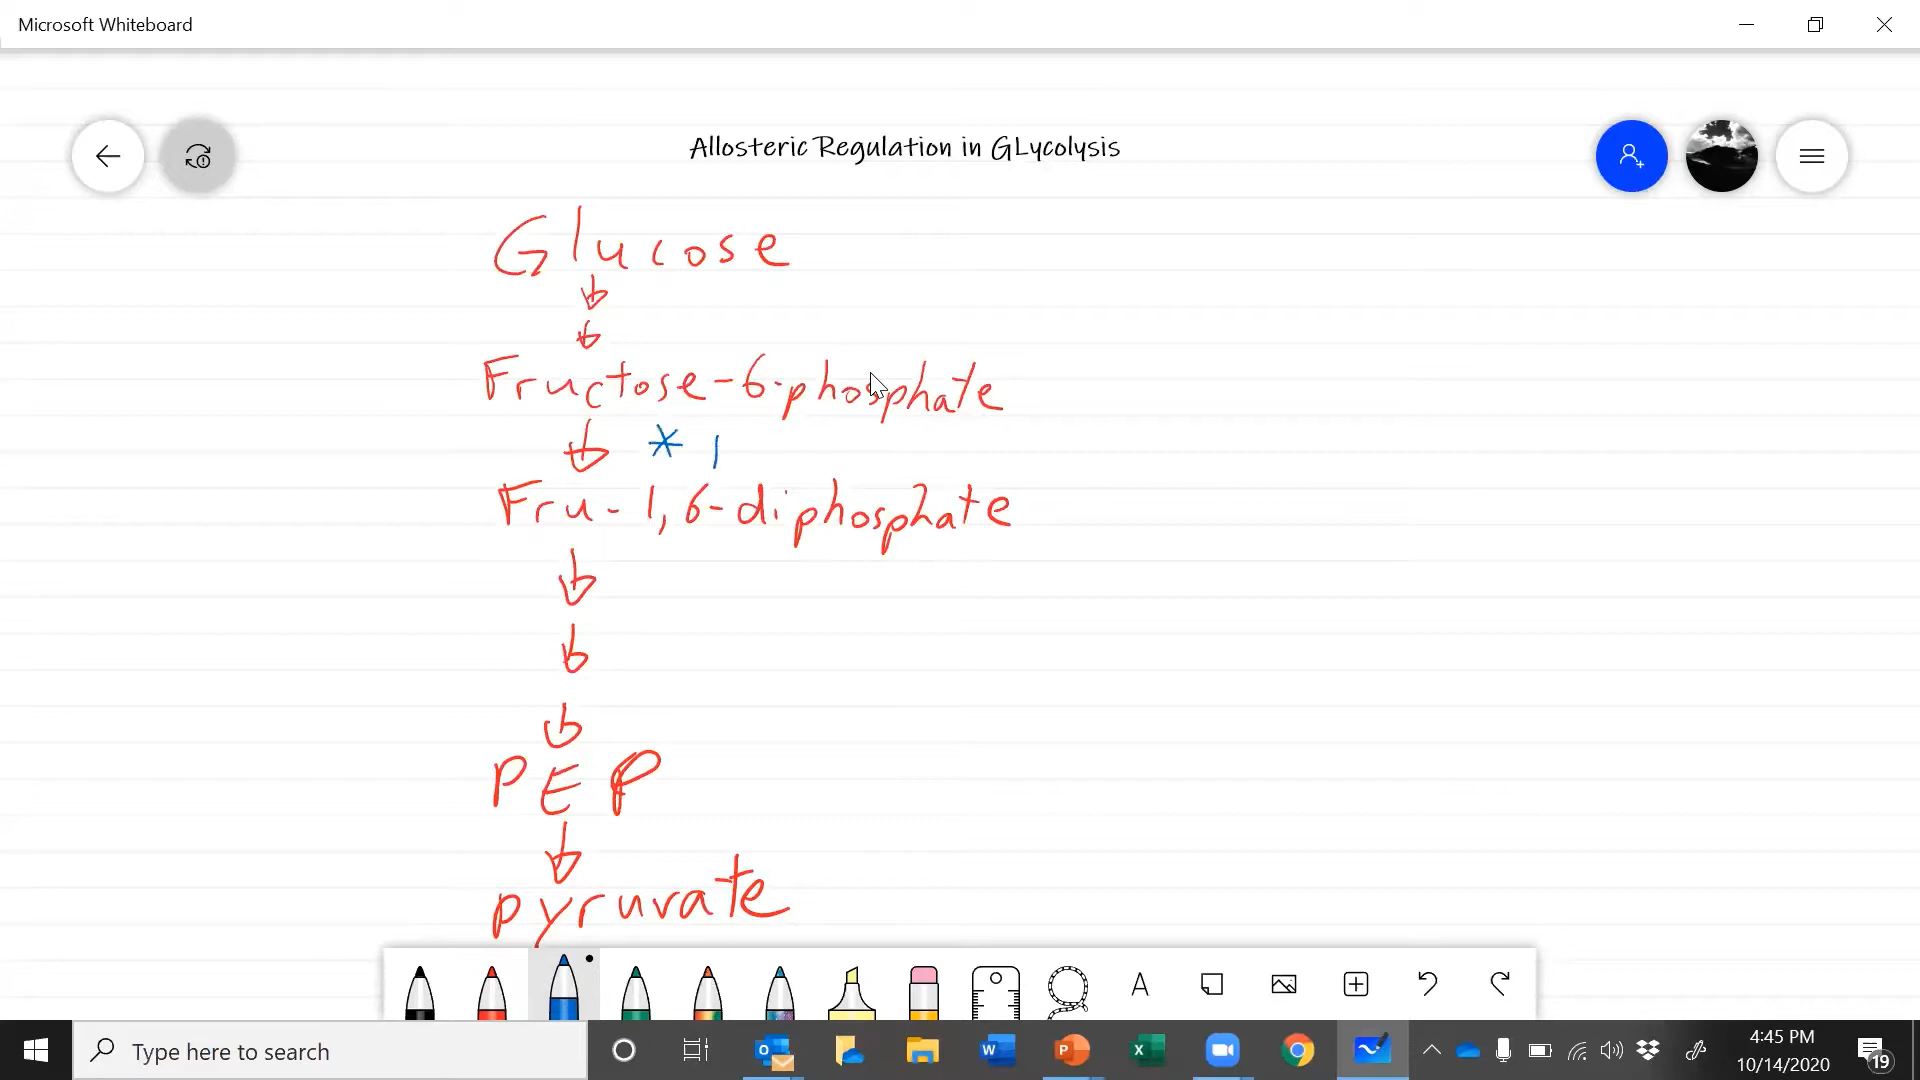 Microsoft Whiteboard
Allosteric Regulation in GLycolysis
Glucose
Fructose-6-phosphate
* 1
Fru-1,6-diphosphate
PEP
pyruvate
Type here to search
4:45 PM
10/14/2020
19